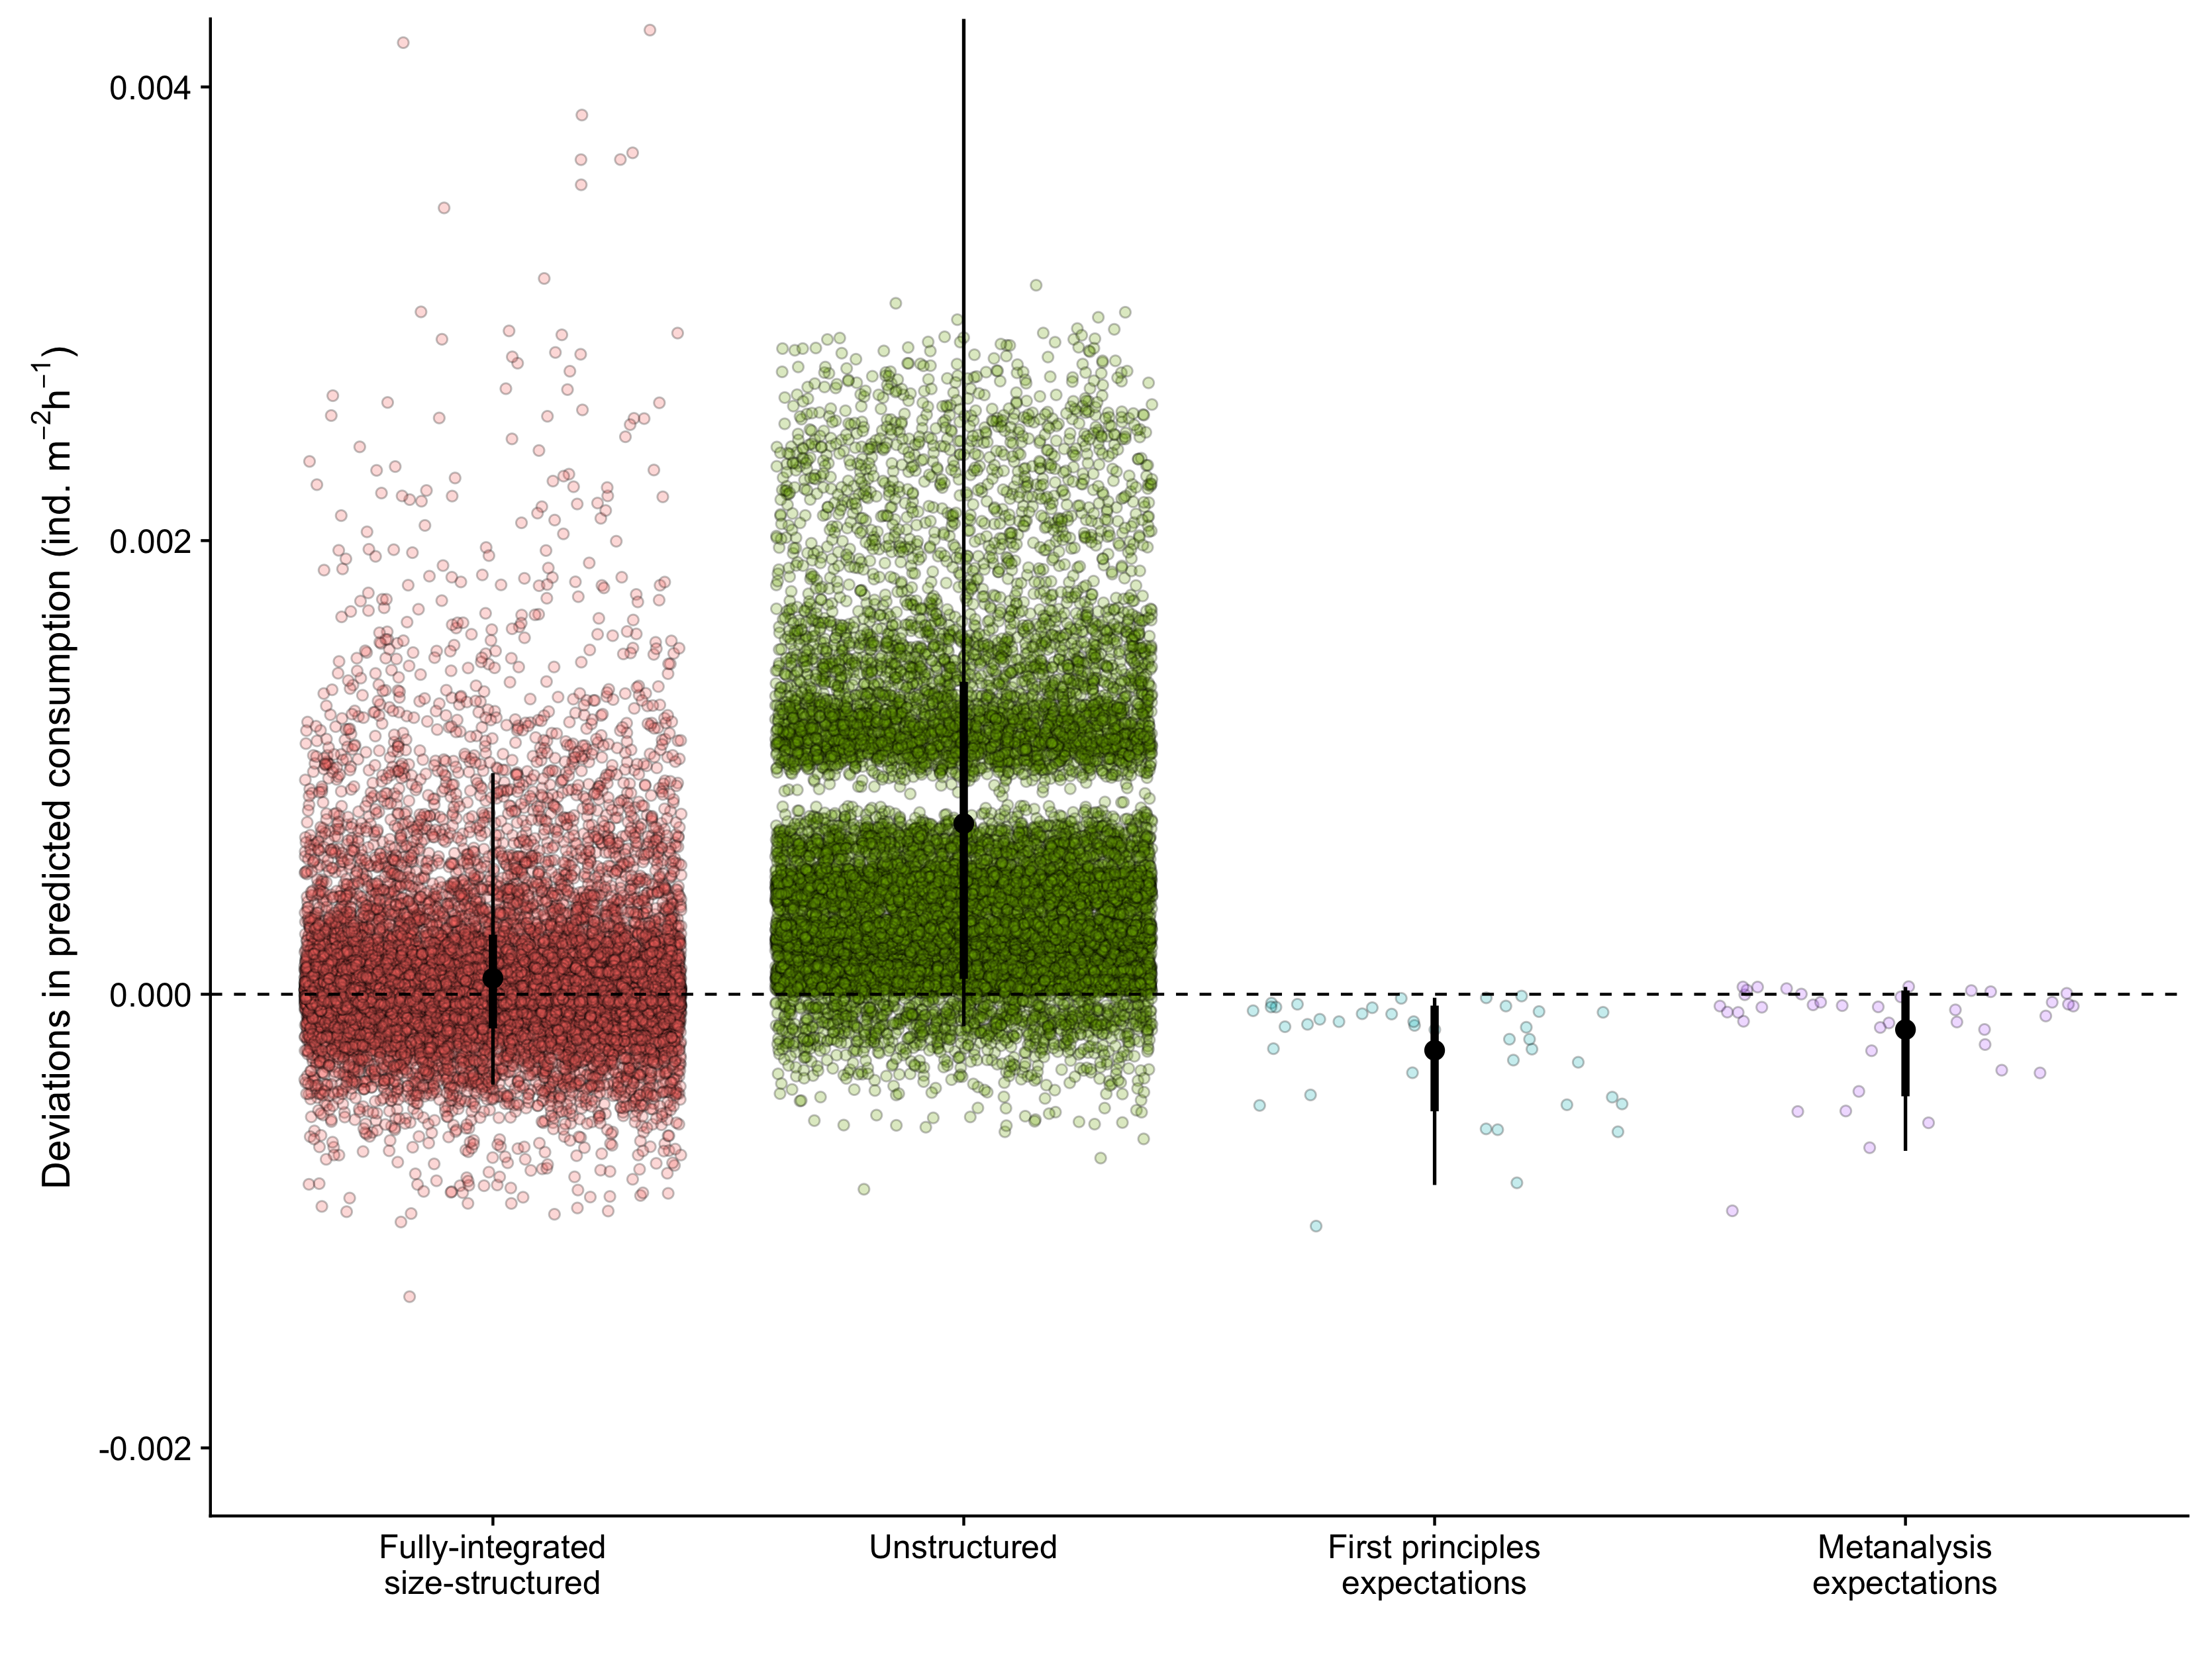 Deviations in predicted consumption (ind. m⁻²h⁻¹)
0.004
0.002
0.000
-0.002
Fully-integrated
size-structured
Unstructured
First principles
expectations
Metanalysis
expectations